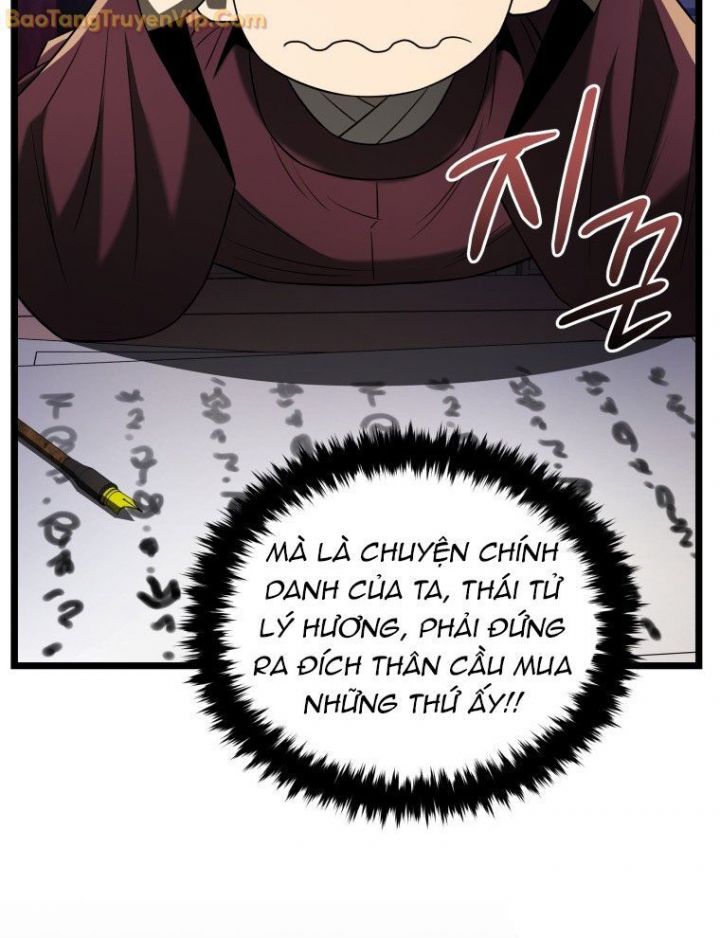 BaoTangTruyenVip.Com
지끈
MÀ LÀ CHUYỆN CHÍNH
DANH CỦA TA, THÁI TỬ
LÝ HƯƠNG, PHẢI ĐỨNG
RA ĐÍCH THÂN CẦU MUA
NHỮNG THỨ ẤY!!